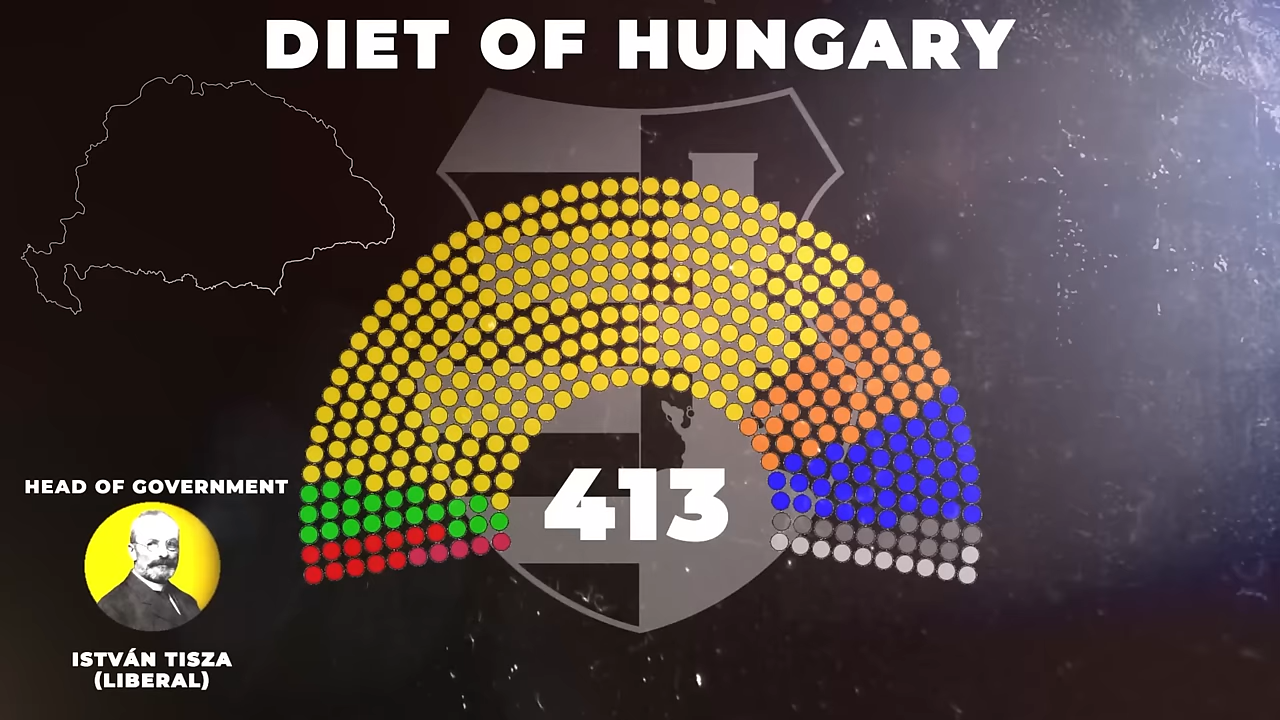 DIET OF HUNGARY
413
HEAD OF GOVERNMENT
ISTVÁN TISZA
(LIBERAL)